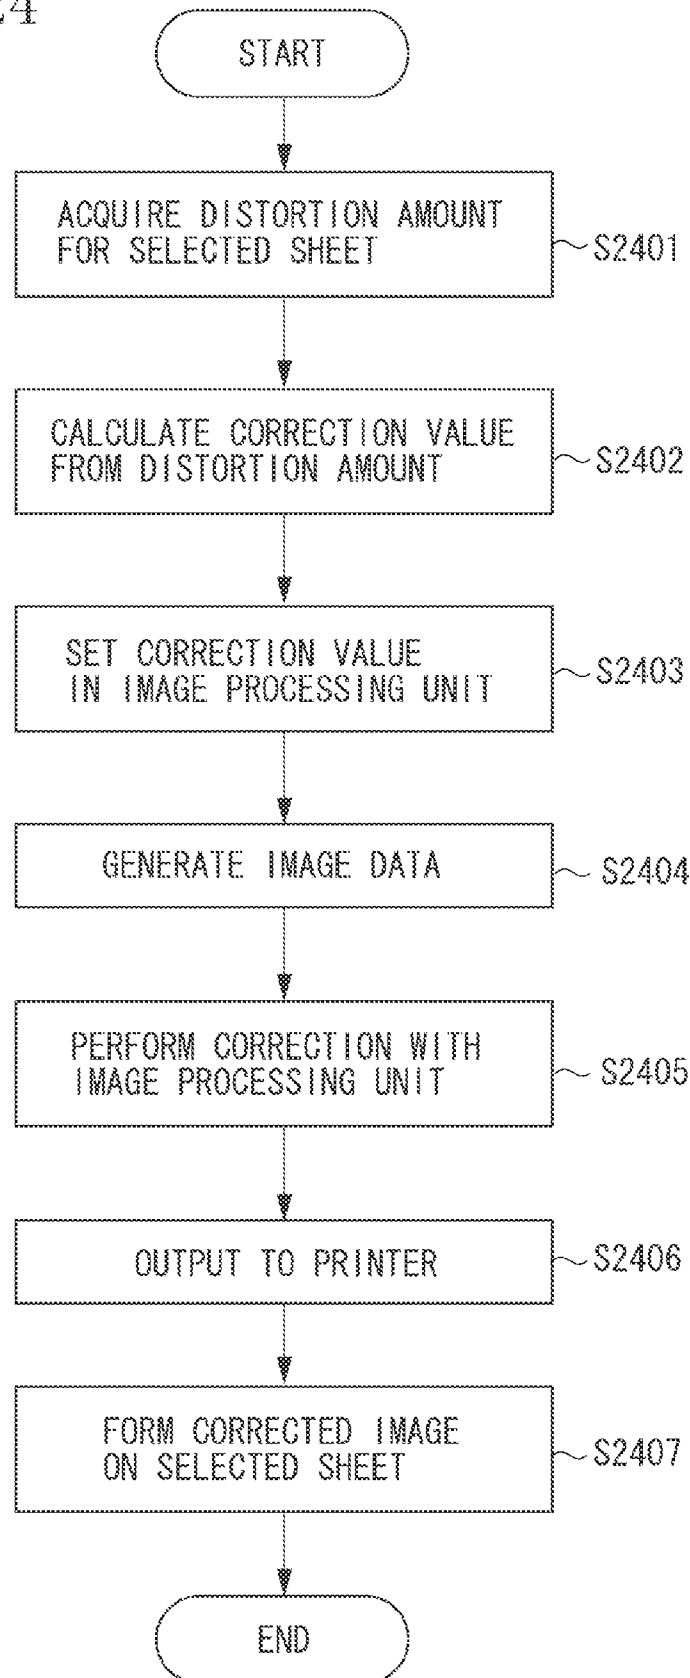 24
START
ACQUIRE DISTORTION AMOUNT
FOR SELECTED SHEET
S2401
CALCULATE CORRECTION VALUE
FROM DISTORTION AMOUNT
S2402
SET CORRECTION VALUE
IN IMAGE PROCESSING UNIT
S2403
GENERATE IMAGE DATA
S2404
PERFORM CORRECTION WITH
IMAGE PROCESSING UNIT
S2405
OUTPUT TO PRINTER
S2406
FORM CORRECTED IMAGE
ON SELECTED SHEET
S2407
END